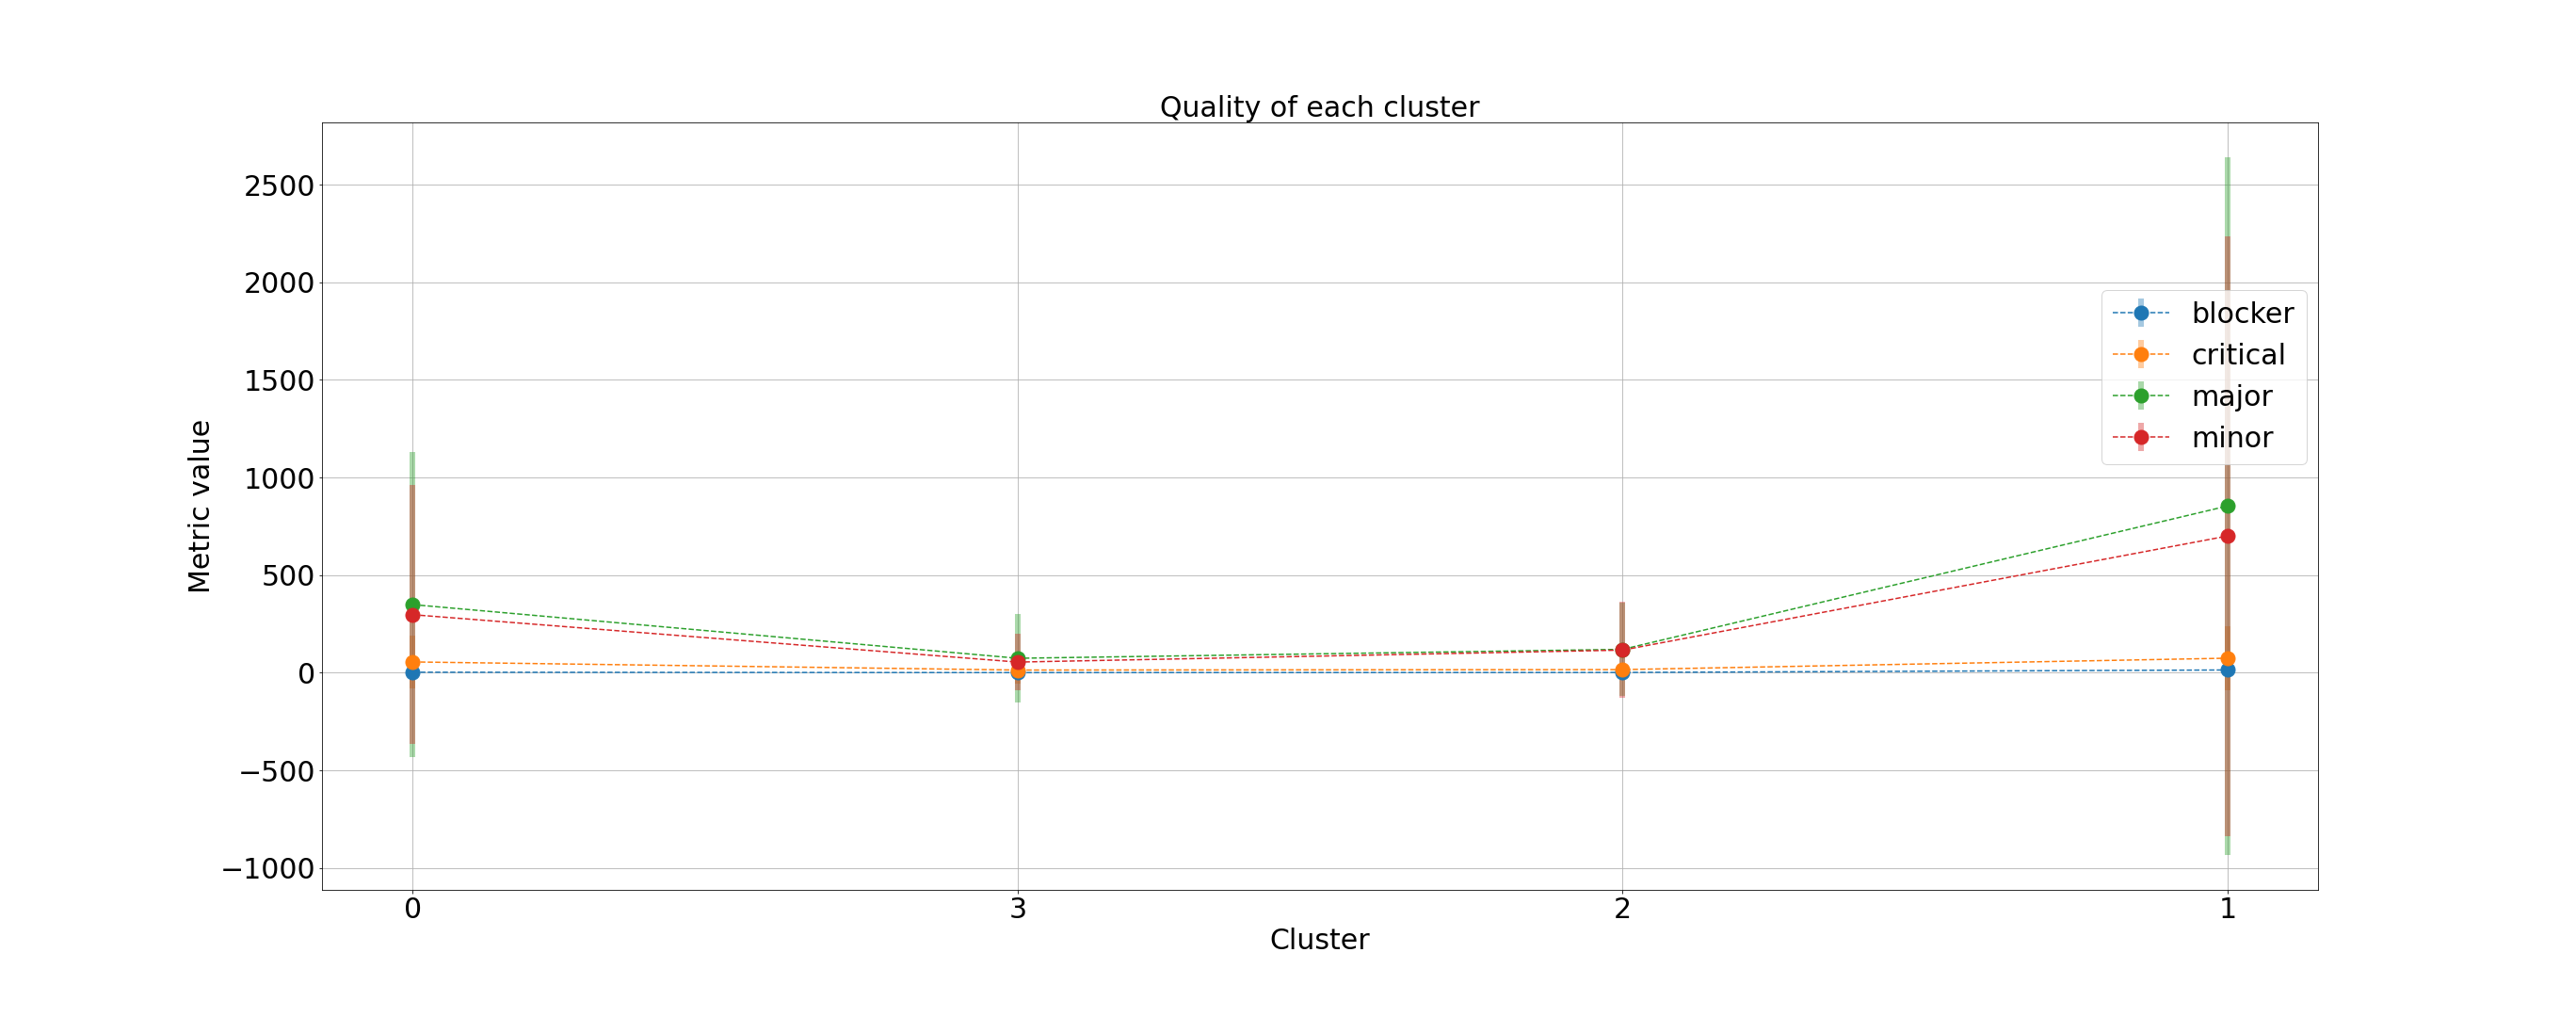 Quality of each cluster
Metric value
2500
2000
1500
1000
500
0
−500
−1000
blocker
critical
major
minor
0 3 2 1
Cluster